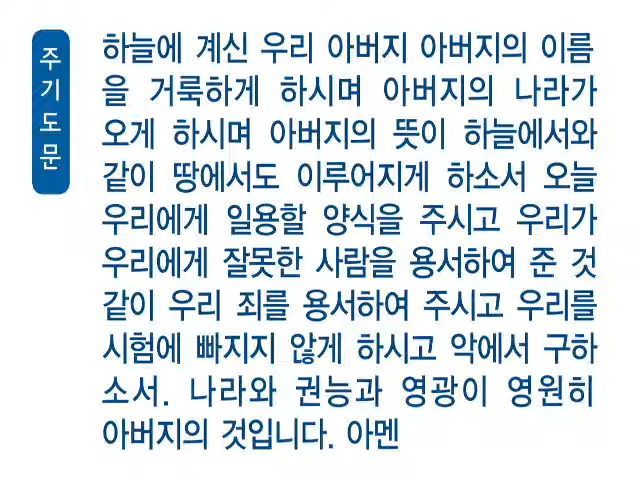 주기도문
하늘에 계신 우리 아버지 아버지의 이름
을 거룩하게 하시며 아버지의 나라가
오게 하시며 아버지의 뜻이 하늘에서와
같이 땅에서도 이루어지게 하소서 오늘
우리에게 일용할 양식을 주시고 우리가
우리에게 잘못한 사람을 용서하여 준 것
같이 우리 죄를 용서하여 주시고 우리를
시험에 빠지지 않게 하시고 악에서 구하
소서. 나라와 권능과 영광이 영원히
아버지의 것입니다. 아멘